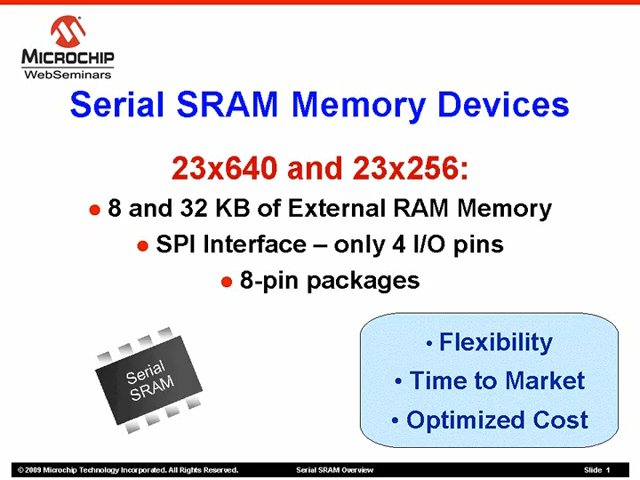 MICROCHIP
WebSeminars
Serial SRAM Memory Devices
23x640 and 23x256:
• 8 and 32 KB of External RAM Memory
• SPI Interface – only 4 I/O pins
• 8-pin packages
Serial
SRAM
• Flexibility
• Time to Market
• Optimized Cost
© 2009 Microchip Technology Incorporated. All Rights Reserved. Serial SRAM Overview Slide 1